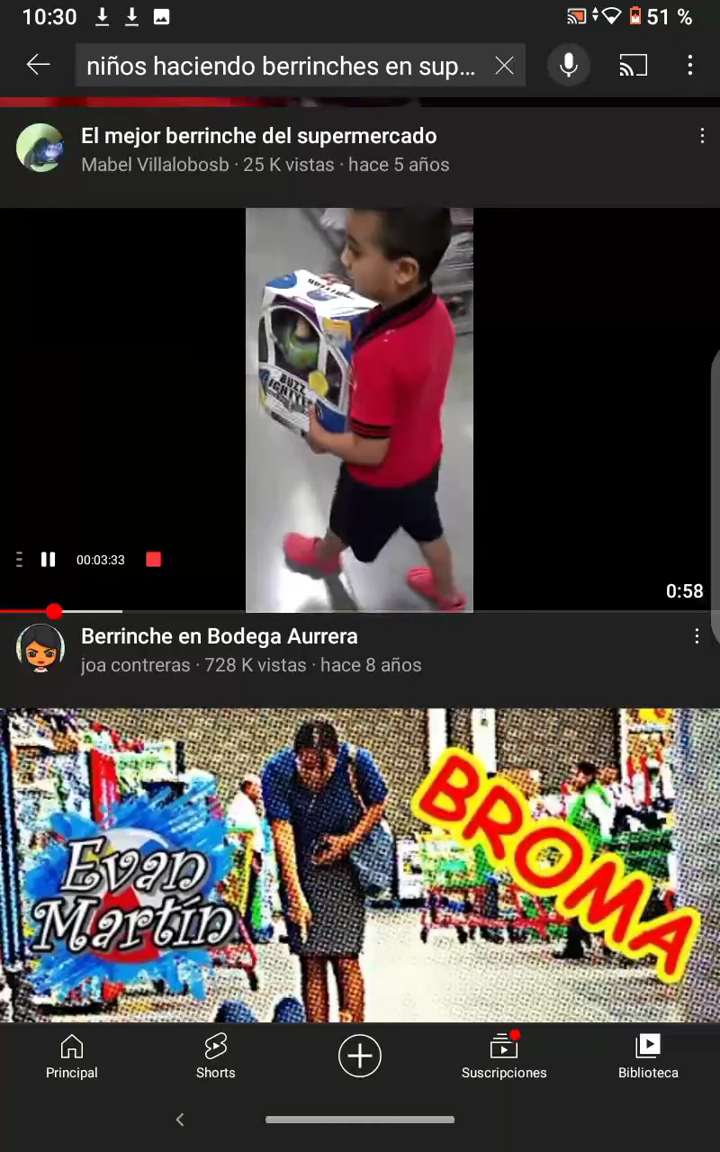 10:30
51 %
niños haciendo berrinches en sup...
El mejor berrinche del supermercado
Mabel Villalobosb · 25 K vistas · hace 5 años
BUZZ
LIGHTYEAR
00:03:33
0:58
Berrinche en Bodega Aurrera
joa contreras · 728 K vistas · hace 8 años
BROMA
Evan
Martín
Principal
Shorts
Suscripciones
Biblioteca